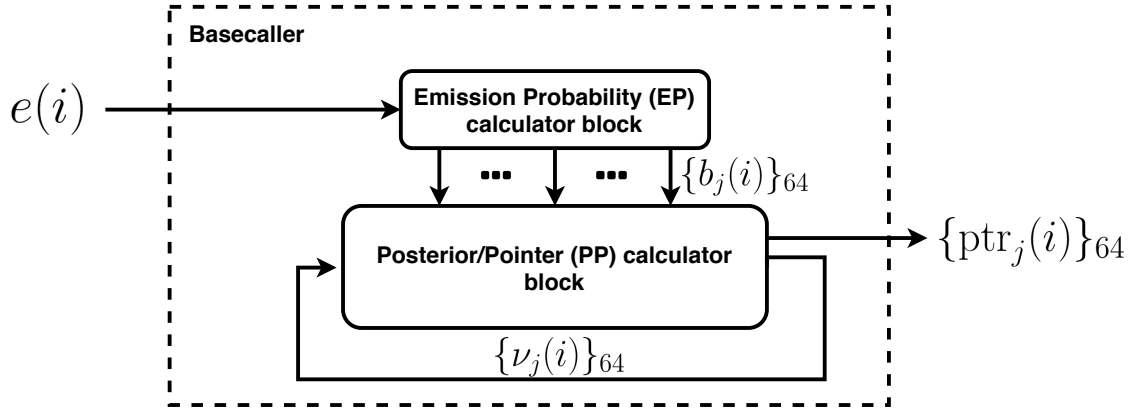 Basecaller
e(i)
Emission Probability (EP)
calculator block
{b_j(i)}_64
Posterior/Pointer (PP) calculator
block
{ptr_j(i)}_64
{ν_j(i)}_64